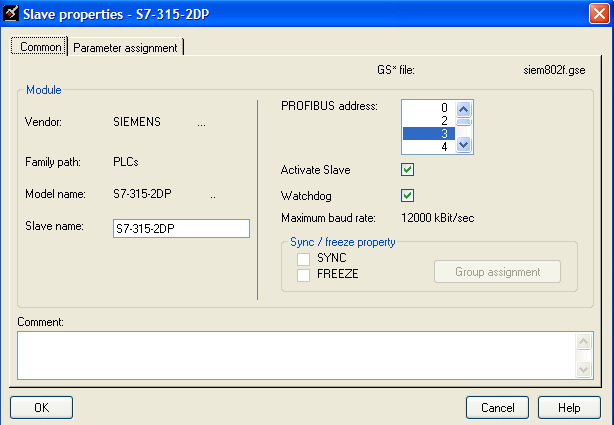 Slave properties - S7-315-2DP
Common
Parameter assignment
GS* file: siem802f.gse
Module
Vendor: SIEMENS ...
Family path: PLCs
Model name: S7-315-2DP ..
Slave name: S7-315-2DP
PROFIBUS address:
0
2
3
4
Activate Slave
Watchdog
Maximum baud rate: 12000 kBit/sec
Sync / freeze property
SYNC
FREEZE
Group assignment
Comment:
OK
Cancel
Help